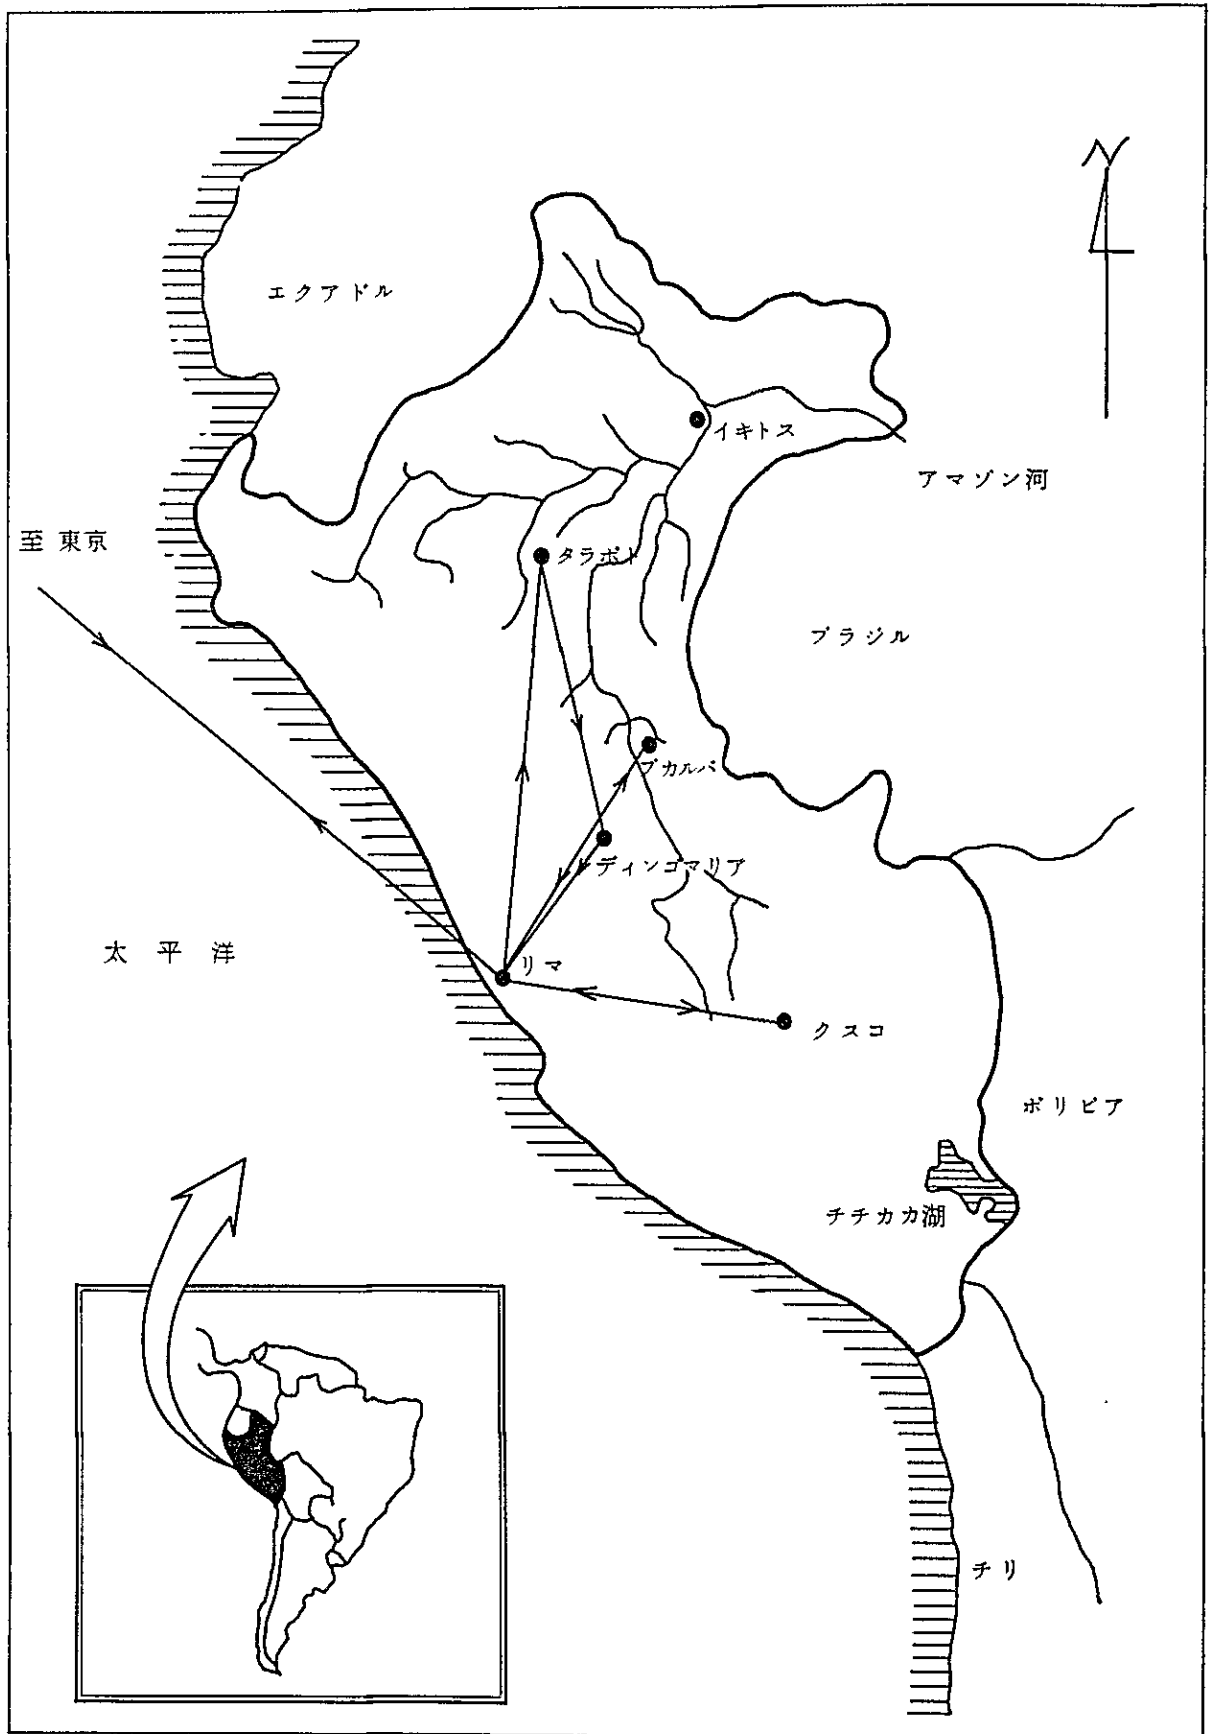 N
エクアドル
イキトス
アマゾン河
至 東京
タラポト
ブラジル
プカルパ
ディンゴマリア
太 平 洋
リマ
クスコ
ボリビア
チチカカ湖
チリ